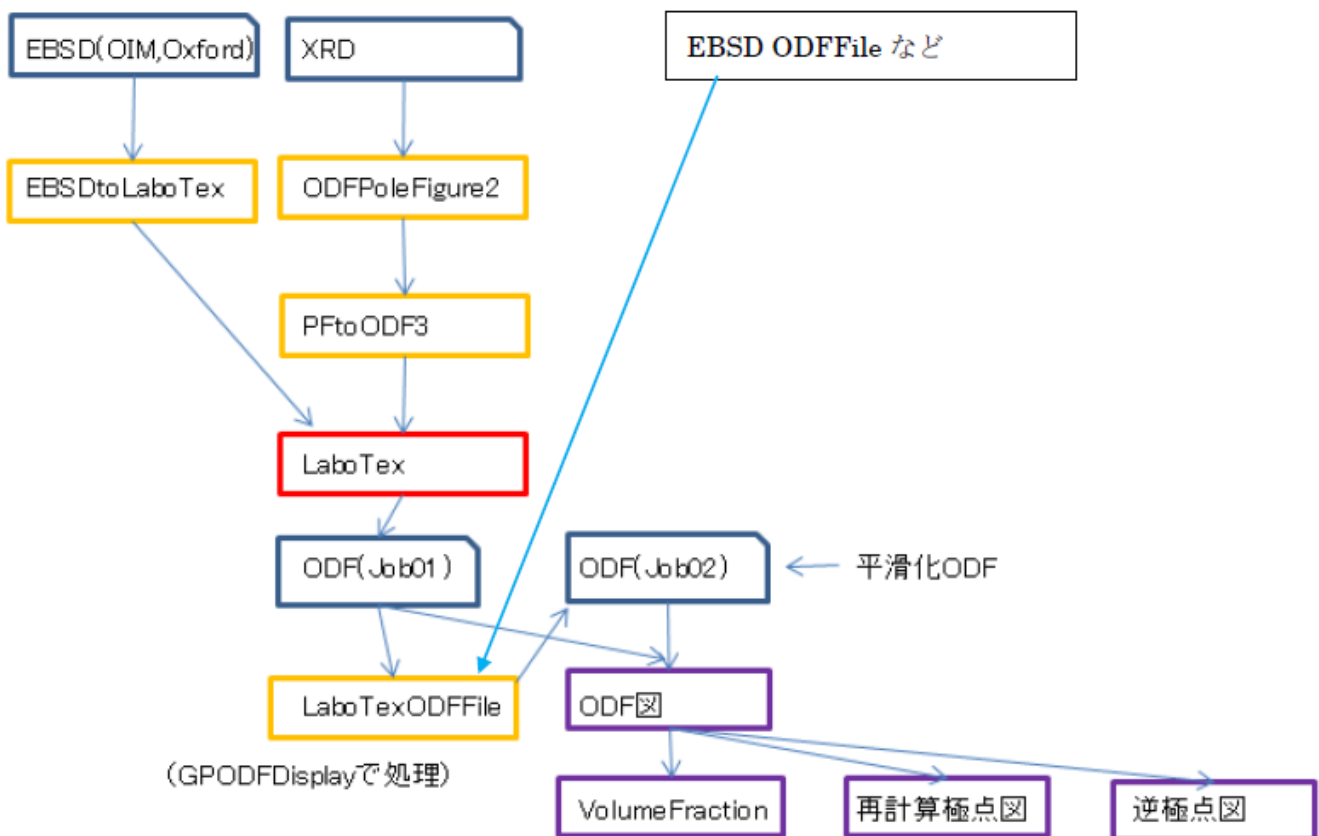 EBSD(OIM,Oxford)
XRD
EBSD ODFFile など
EBSDtoLaboTex
ODFPoleFigure2
PFtoODF3
LaboTex
ODF(Job01)
ODF(Job02)
平滑化ODF
LaboTexODFFile
ODF図
(GPODFDisplayで処理)
VolumeFraction
再計算極点図
逆極点図